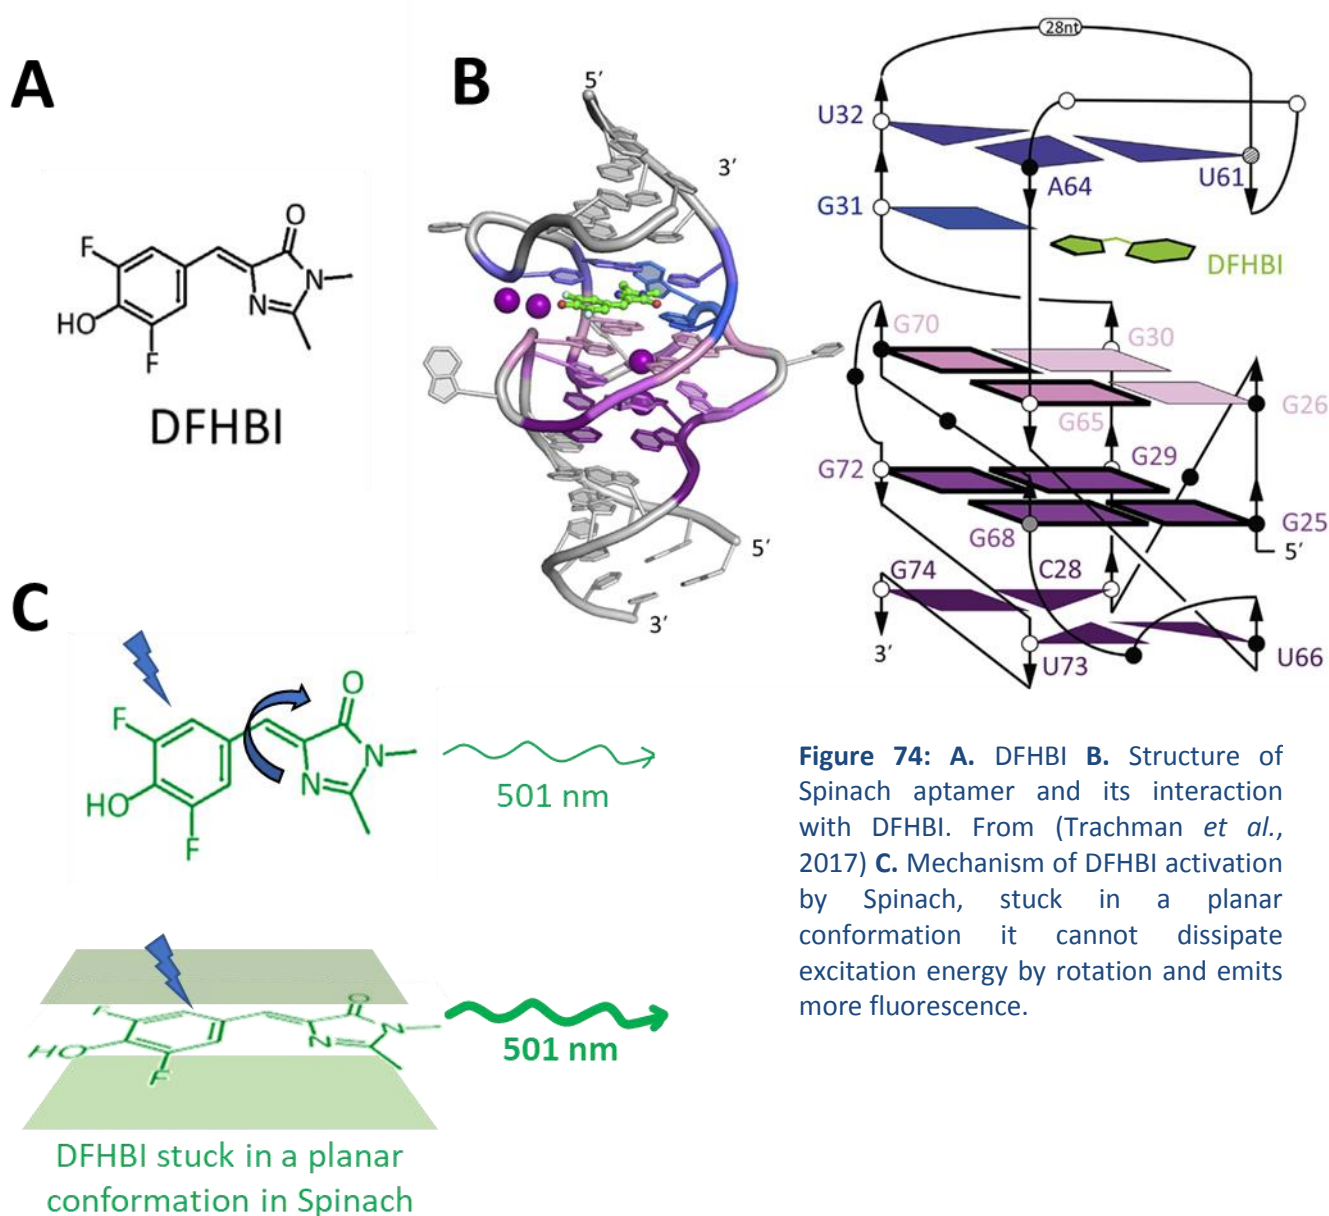 A
F
O
N
N
HO
F
DFHBI
B
5′
3′
5′
3′
28nt
U32
A64
U61
G31
DFHBI
G70
G30
G65
G26
G72
G29
G68
G25
5′
G74
C28
3′
U73
U66
C
F
O
N
N
HO
F
501 nm
F
O
N
N
HO
F
501 nm
DFHBI stuck in a planar
conformation in Spinach
Figure 74: A. DFHBI B. Structure of
Spinach aptamer and its interaction
with DFHBI. From (Trachman et al.,
2017) C. Mechanism of DFHBI activation
by Spinach, stuck in a planar
conformation it cannot dissipate
excitation energy by rotation and emits
more fluorescence.